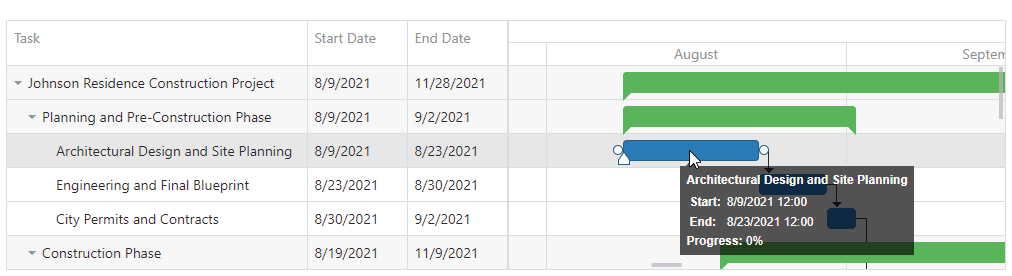 Task Start Date End Date August Septem
Johnson Residence Construction Project 8/9/2021 11/28/2021
Planning and Pre-Construction Phase 8/9/2021 9/2/2021
Architectural Design and Site Planning 8/9/2021 8/23/2021
Engineering and Final Blueprint 8/23/2021 8/30/2021
City Permits and Contracts 8/30/2021 9/2/2021
Construction Phase 8/19/2021 11/9/2021
Architectural Design and Site Planning
Start: 8/9/2021 12:00
End: 8/23/2021 12:00
Progress: 0%